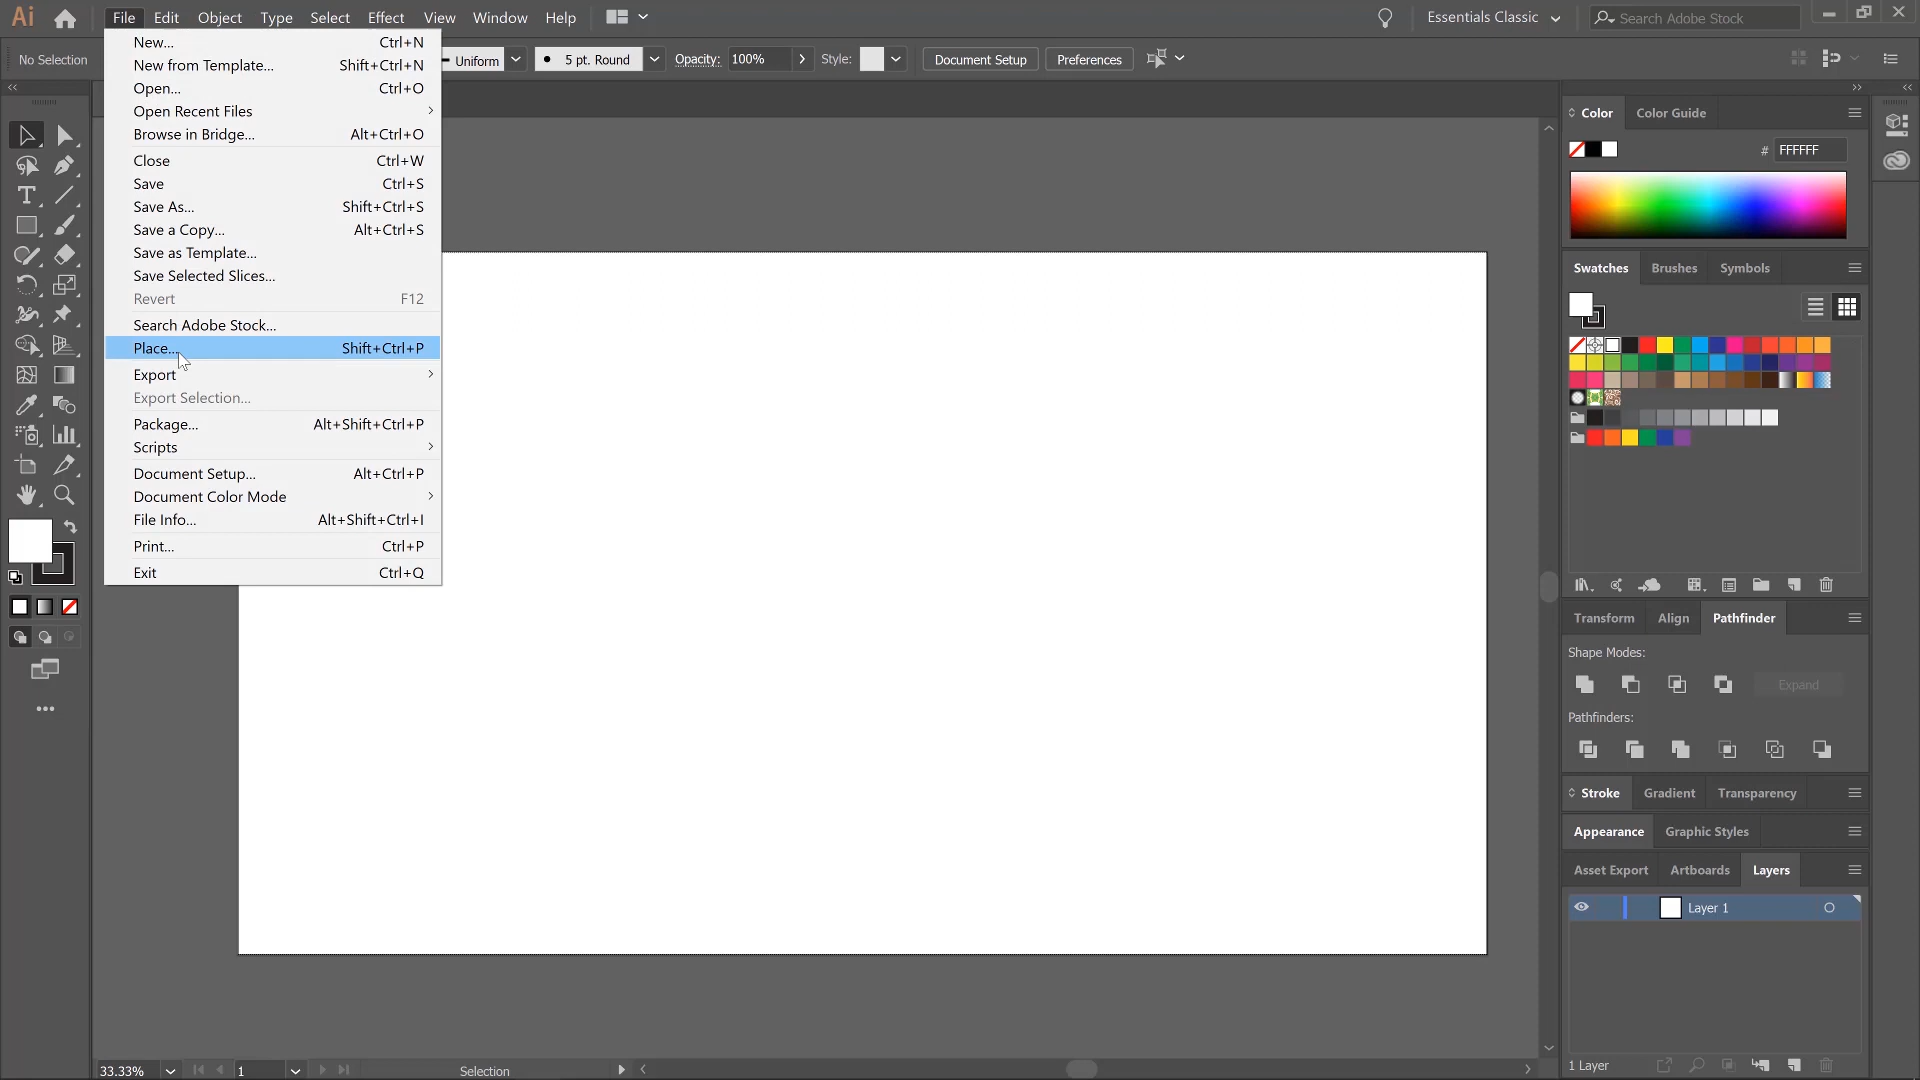 Ai File Edit Object Type Select Effect View Window Help Essentials Classic Search Adobe Stock
No Selection Uniform 5 pt. Round Opacity: 100% Style: Document Setup Preferences
New... Ctrl+N
New from Template... Shift+Ctrl+N
Open... Ctrl+O
Open Recent Files
Browse in Bridge... Alt+Ctrl+O
Close Ctrl+W
Save Ctrl+S
Save As... Shift+Ctrl+S
Save a Copy... Alt+Ctrl+S
Save as Template...
Save Selected Slices...
Revert F12
Search Adobe Stock...
Place... Shift+Ctrl+P
Export
Export Selection...
Package... Alt+Shift+Ctrl+P
Scripts
Document Setup... Alt+Ctrl+P
Document Color Mode
File Info... Alt+Shift+Ctrl+I
Print... Ctrl+P
Exit Ctrl+Q
Color Color Guide
# FFFFFF
Swatches Brushes Symbols
Transform Align Pathfinder
Shape Modes:
Expand
Pathfinders:
Stroke Gradient Transparency
Appearance Graphic Styles
Asset Export Artboards Layers
Layer 1
1 Layer
33.33% 1 Selection